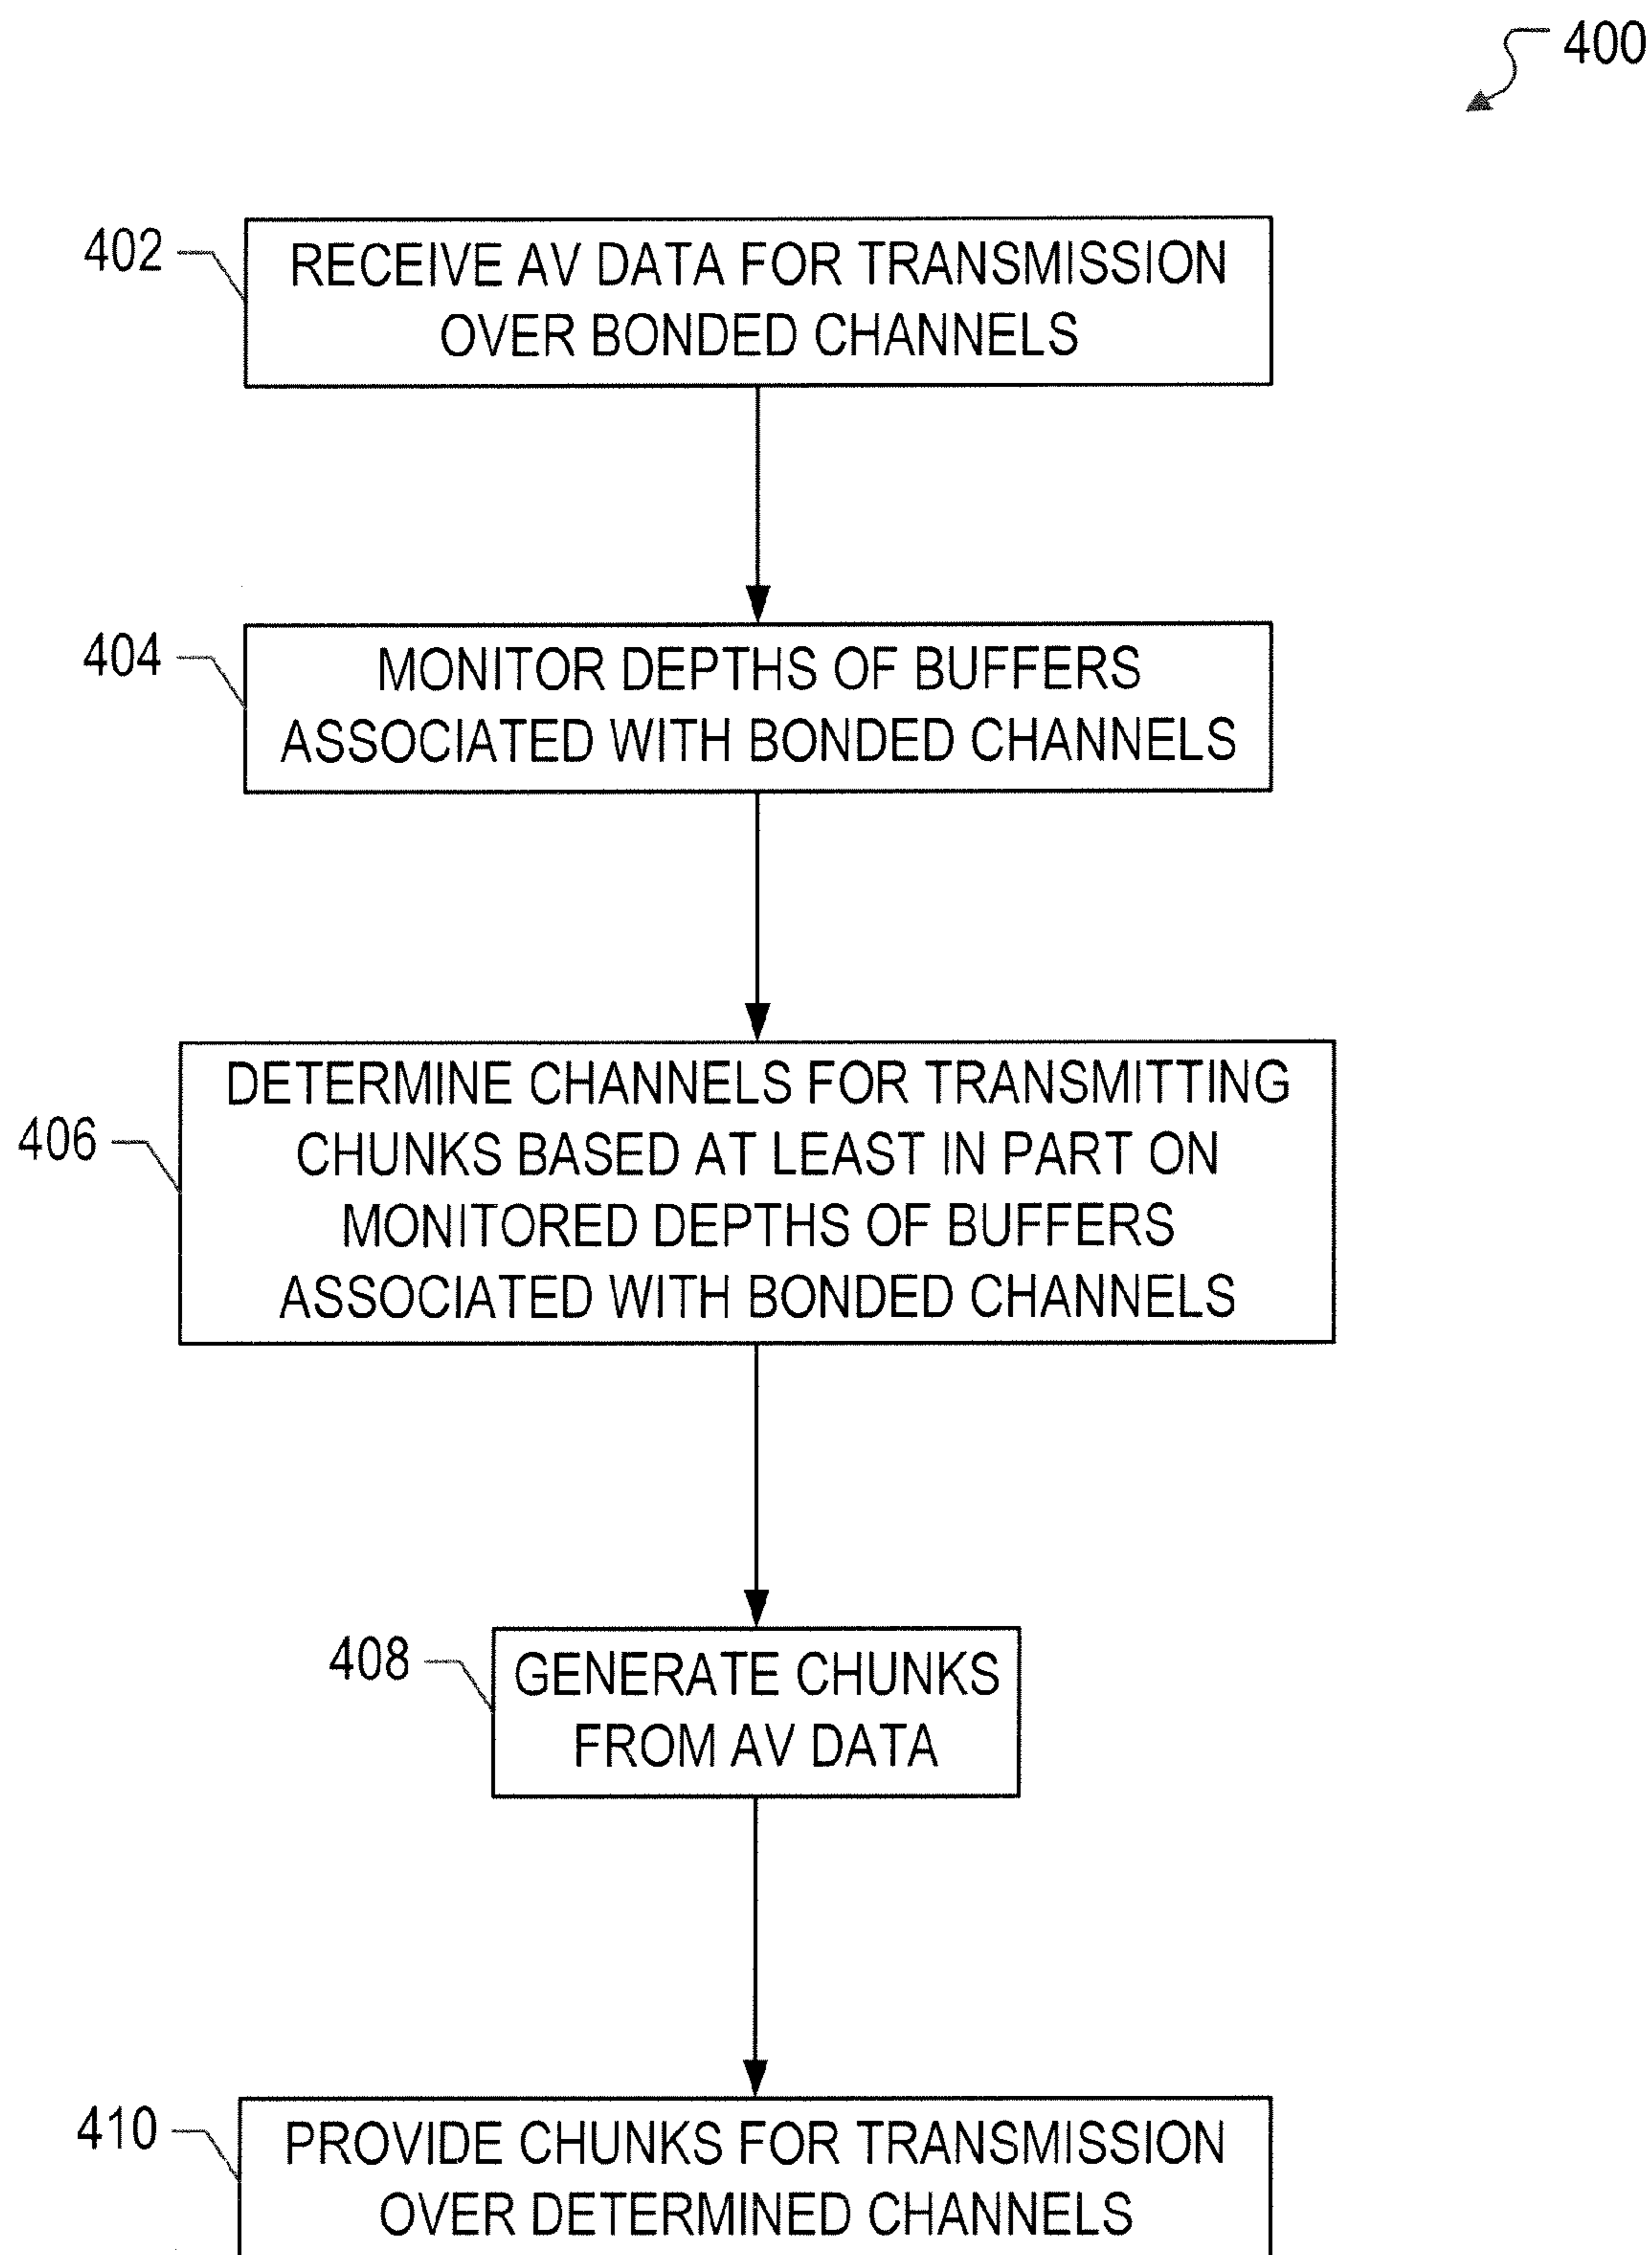 400
402
RECEIVE AV DATA FOR TRANSMISSION
OVER BONDED CHANNELS
404
MONITOR DEPTHS OF BUFFERS
ASSOCIATED WITH BONDED CHANNELS
406
DETERMINE CHANNELS FOR TRANSMITTING
CHUNKS BASED AT LEAST IN PART ON
MONITORED DEPTHS OF BUFFERS
ASSOCIATED WITH BONDED CHANNELS
408
GENERATE CHUNKS
FROM AV DATA
410
PROVIDE CHUNKS FOR TRANSMISSION
OVER DETERMINED CHANNELS